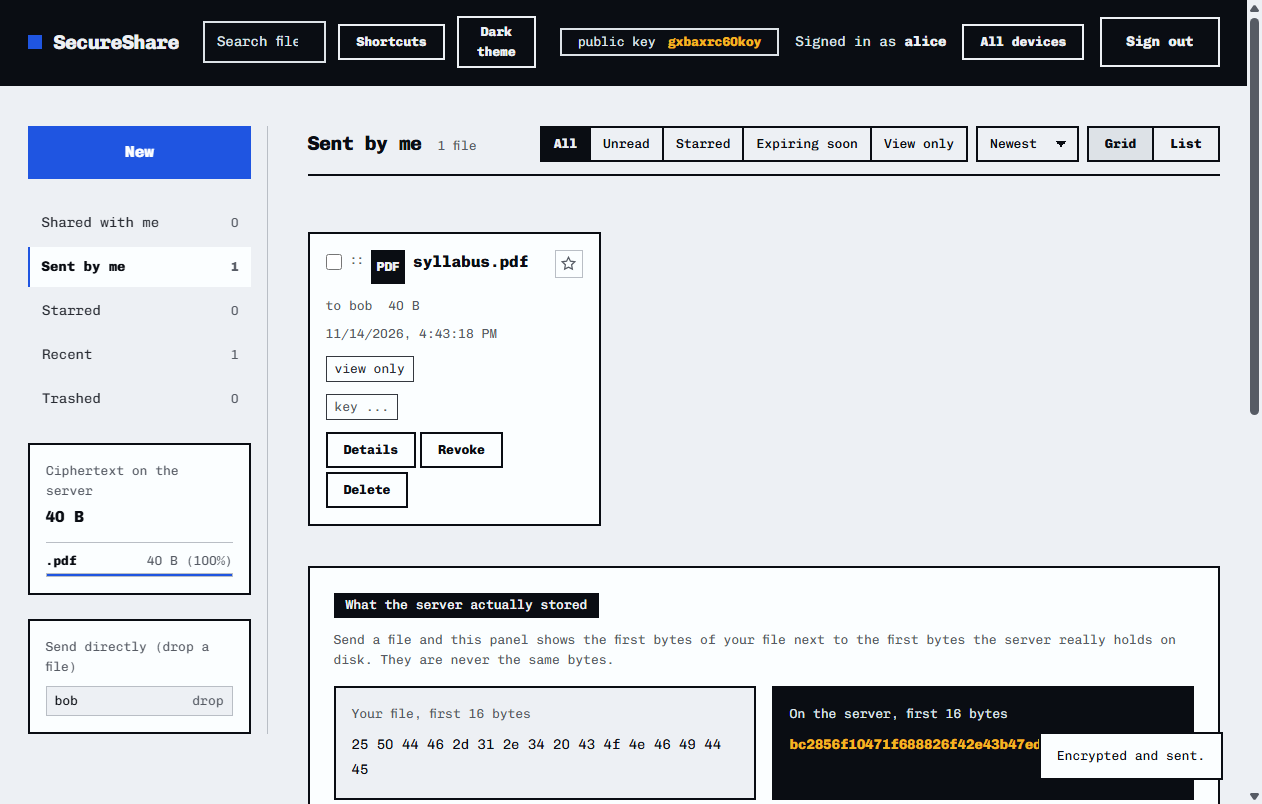 SecureShare
Search file
Shortcuts
Dark
theme
public key gxbaxrc60koy
Signed in as alice
All devices
Sign out
New
Shared with me 0
Sent by me 1
Starred 0
Recent 1
Trashed 0
Ciphertext on the
server
40 B
.pdf 40 B (100%)
Send directly (drop a
file)
bob drop
Sent by me 1 file
All
Unread
Starred
Expiring soon
View only
Newest
Grid
List
:: PDF syllabus.pdf
to bob 40 B
11/14/2026, 4:43:18 PM
view only
key ...
Details
Revoke
Delete
What the server actually stored
Send a file and this panel shows the first bytes of your file next to the first bytes the server really holds on
disk. They are never the same bytes.
Your file, first 16 bytes
25 50 44 46 2d 31 2e 34 20 43 4f 4e 46 49 44
45
On the server, first 16 bytes
bc2856f10471f688826f42e43b47ed
Encrypted and sent.